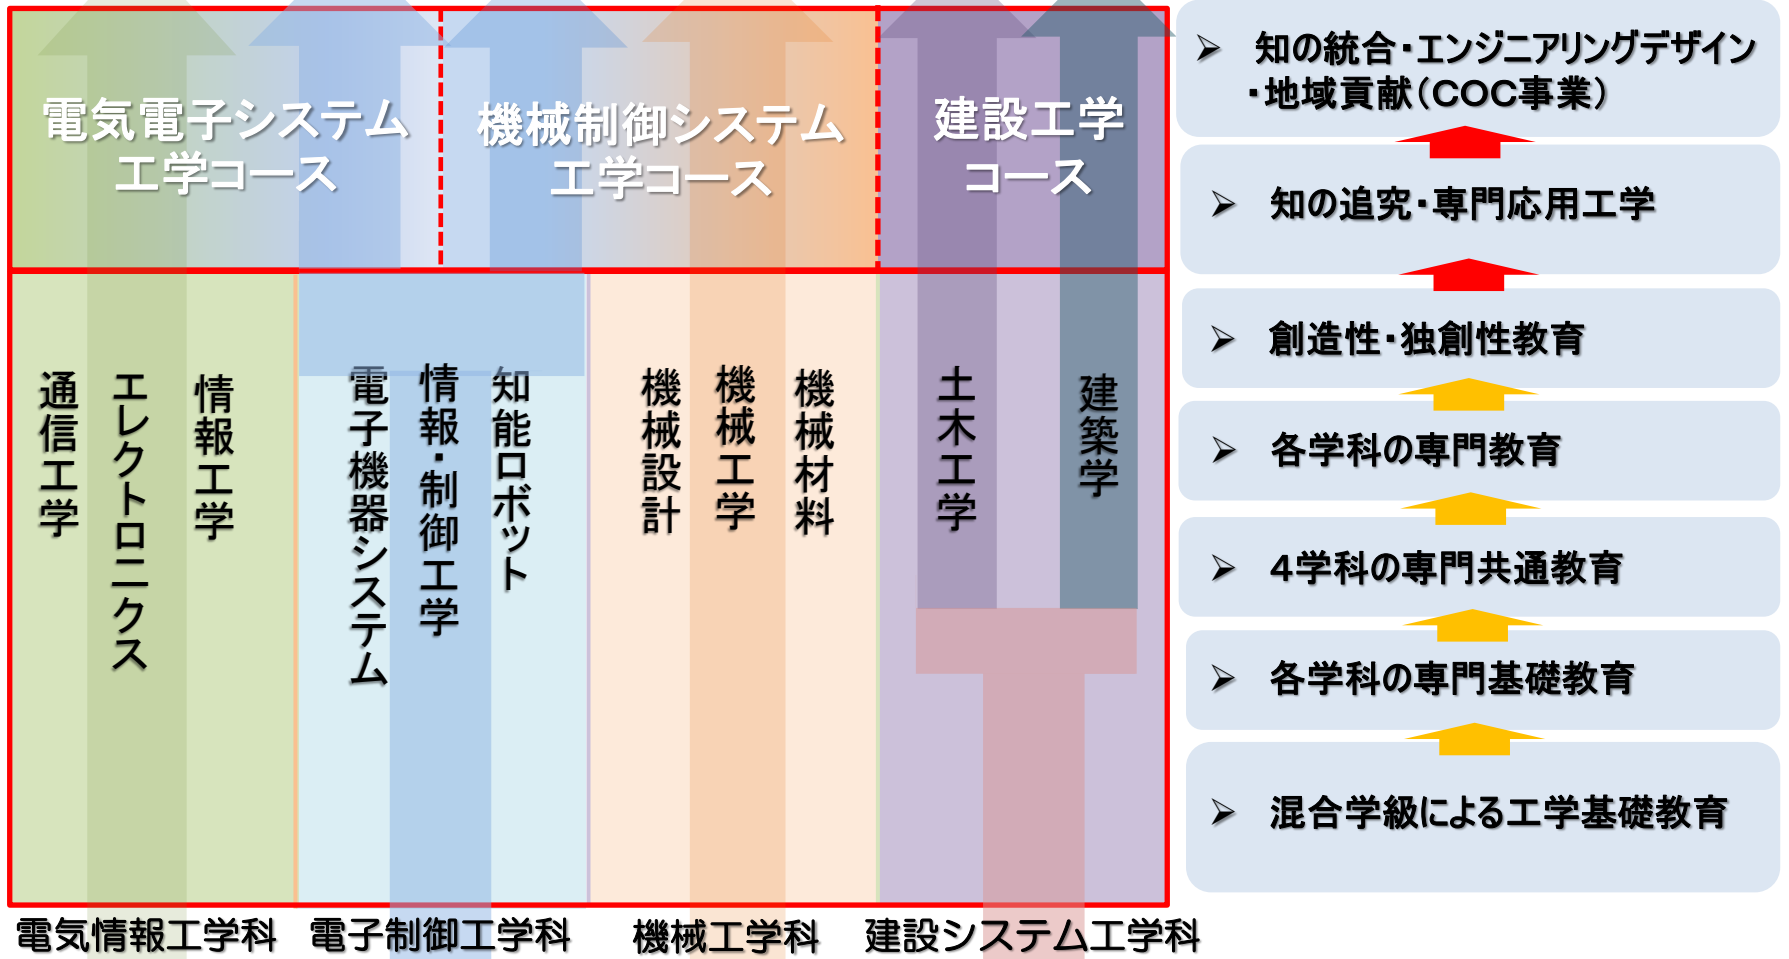 電気電子システム
工学コース
機械制御システム
工学コース
建設工学
コース
通信工学
エレクトロニクス
情報工学
電子機器システム
情報・制御工学
知能ロボット
機械設計
機械工学
機械材料
土木工学
建築学
電気情報工学科
電子制御工学科
機械工学科
建設システム工学科
➢ 知の統合・エンジニアリングデザイン
・地域貢献（COC事業）
➢ 知の追究・専門応用工学
➢ 創造性・独創性教育
➢ 各学科の専門教育
➢ ４学科の専門共通教育
➢ 各学科の専門基礎教育
➢ 混合学級による工学基礎教育